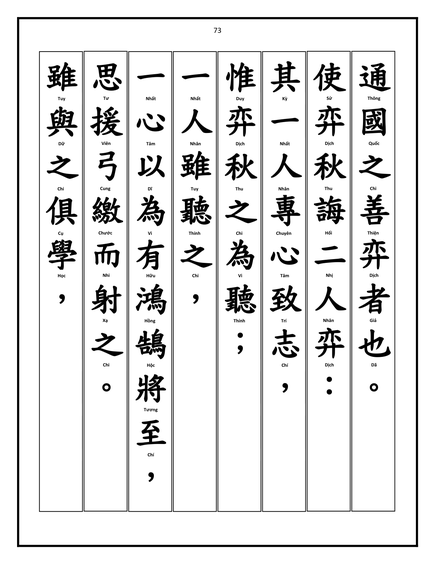 73
通國之善弈者也。
Thông Quốc Chi Thiện Dịch Giả Dã
使弈秋誨二人弈：
Sử Dịch Thu Hối Nhị Nhân Dịch
其一人專心致志，
Kỳ Nhất Nhân Chuyên Tâm Trí Chí
惟弈秋之為聽；
Duy Dịch Thu Chi Vi Thính
一人雖聽之，
Nhất Nhân Tuy Thính Chi
一心以為有鴻鵠將至，
Nhất Tâm Dĩ Vi Hữu Hồng Hộc Tương Chí
思援弓繳而射之。
Tư Viên Cung Chước Nhi Xạ Chi
雖與之俱學，
Tuy Dữ Chi Cụ Học